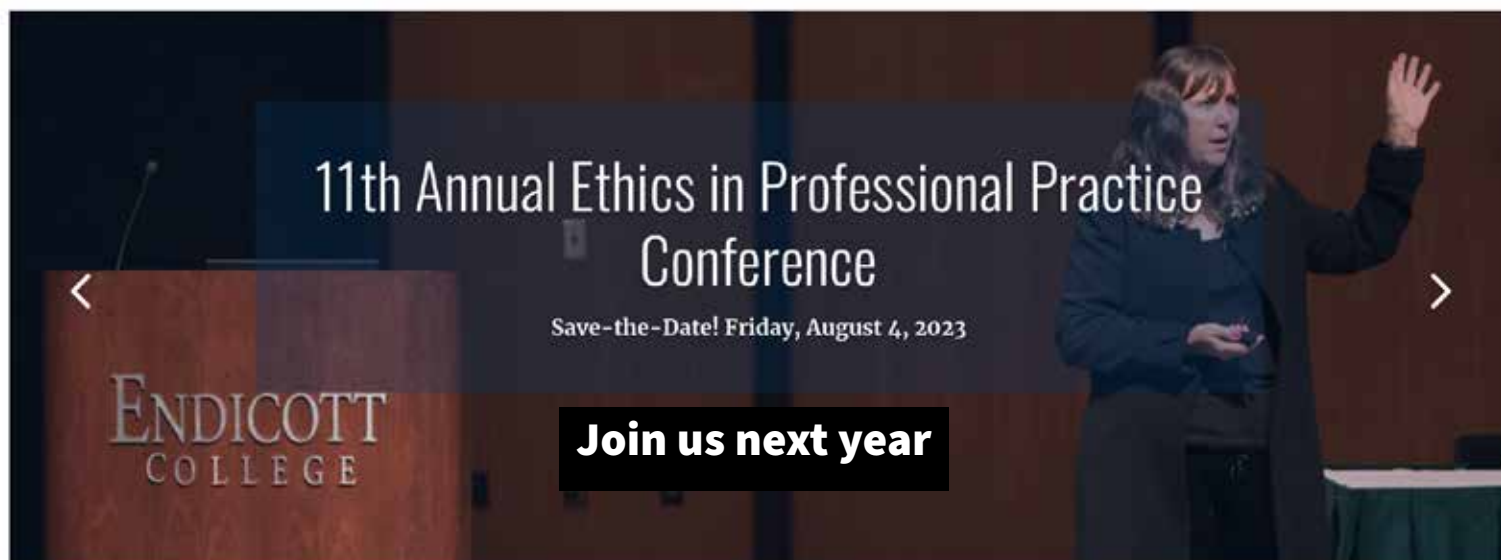 11th Annual Ethics in Professional Practice
Conference
Save-the-Date! Friday, August 4, 2023
ENDICOTT
COLLEGE
Join us next year